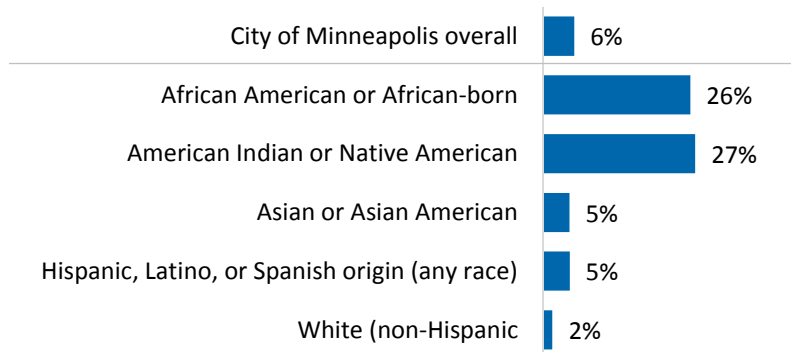 City of Minneapolis overall 6%
African American or African-born 26%
American Indian or Native American 27%
Asian or Asian American 5%
Hispanic, Latino, or Spanish origin (any race) 5%
White (non-Hispanic 2%